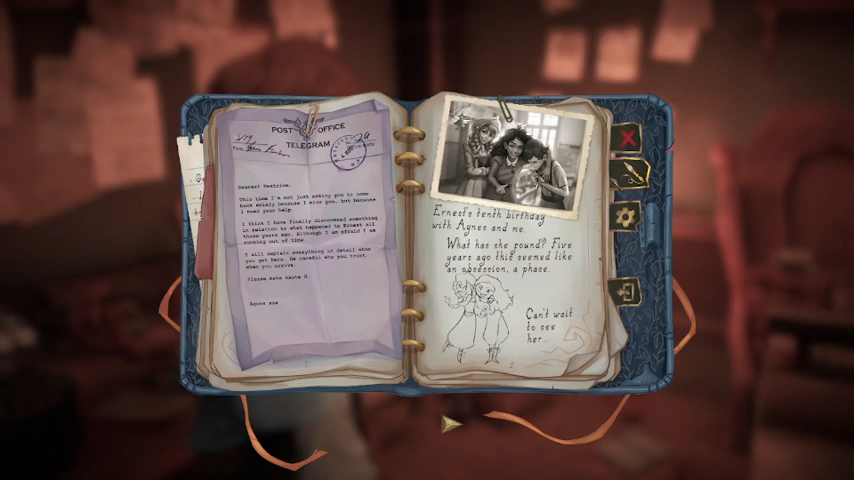 POST OFFICE
TELEGRAM
Dearest Beatrice,
This time I'm not just asking you to come
back solely because I miss you, but because
I need your help
I think I have finally discovered something
in relation to what happened to Ernest all
those years ago. Although I am afraid I am
running out of time
I will explain everything in detail when
you get here. Be careful who you trust
when you arrive
Please make haste B.
Agnes xox
Ernest's tenth birthday
with Agnes and me.
What has she found? Five
years ago this seemed like
an obsession, a phase.
Can't wait
to see
her...